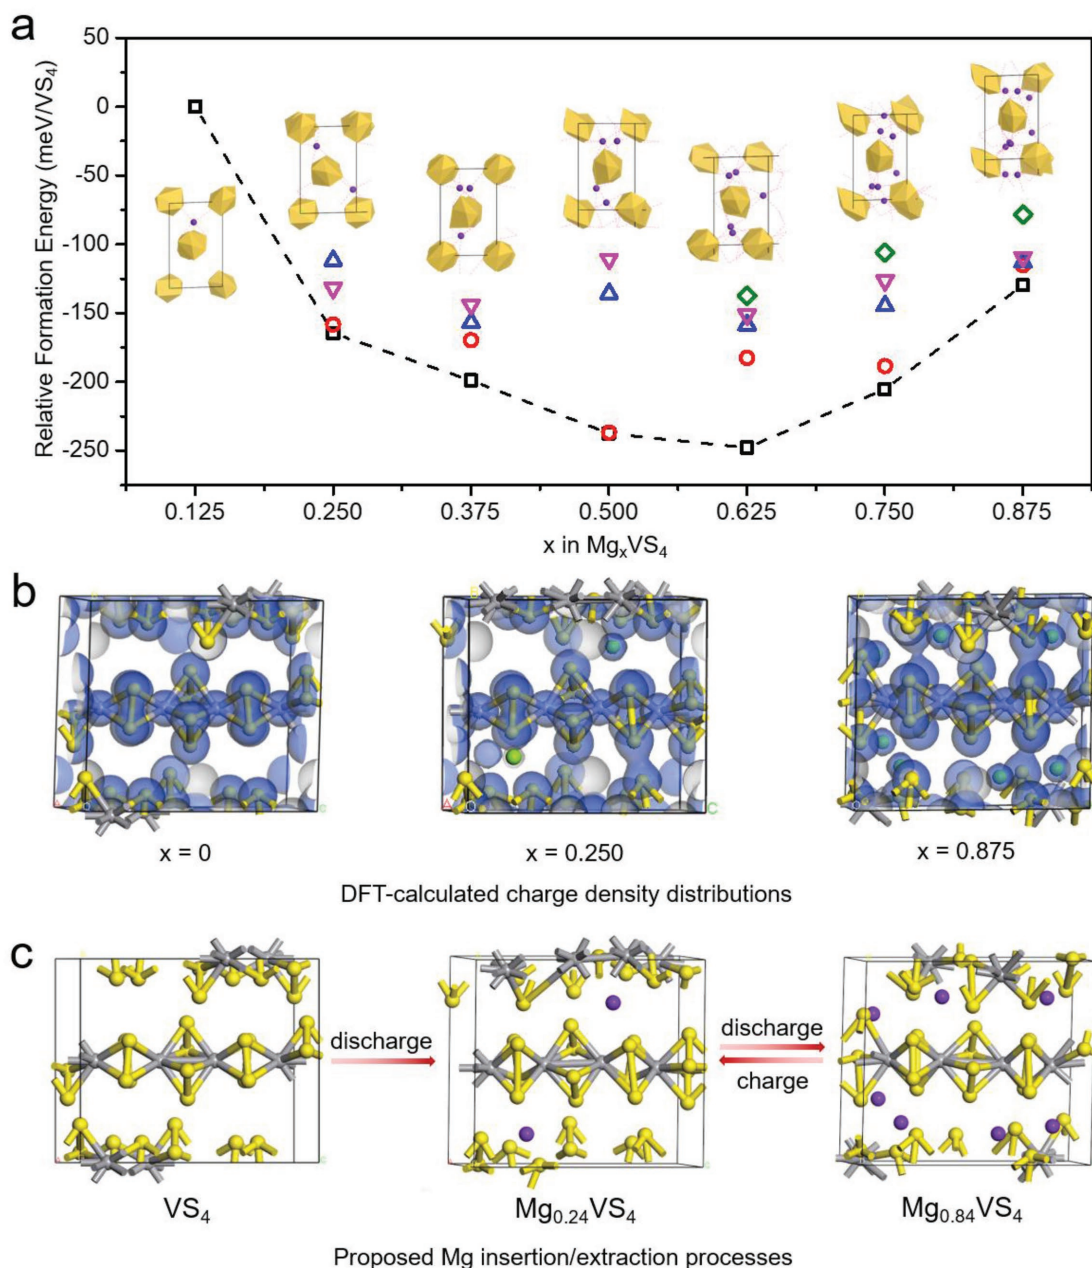 a
Relative Formation Energy (meV/VS₄)
50
0
-50
-100
-150
-200
-250
0.125 0.250 0.375 0.500 0.625 0.750 0.875
x in MgₓVS₄
b
x = 0 x = 0.250 x = 0.875
DFT-calculated charge density distributions
c
discharge discharge
charge
VS₄ Mg₀.₂₄VS₄ Mg₀.₈₄VS₄
Proposed Mg insertion/extraction processes